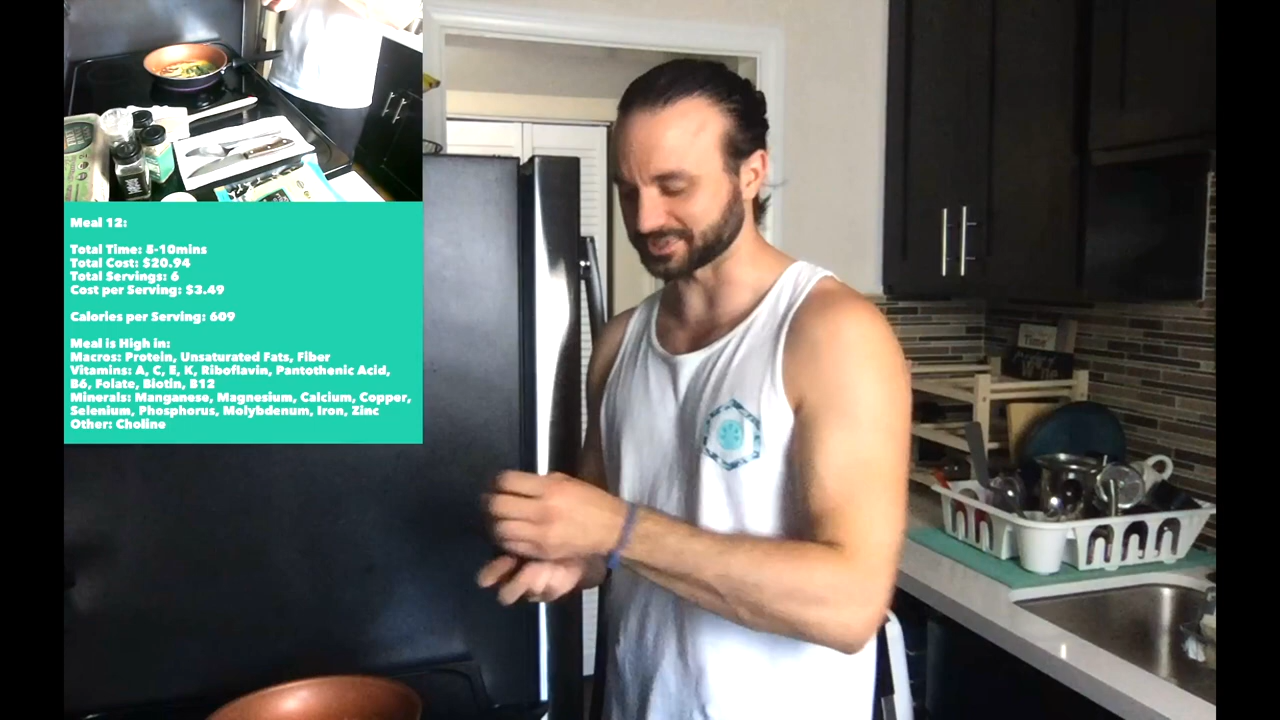 Meal 12:
Total Time: 5-10mins
Total Cost: $20.94
Total Servings: 6
Cost per Serving: $3.49
Calories per Serving: 609
Meal is High in:
Macros: Protein, Unsaturated Fats, Fiber
Vitamins: A, C, E, K, Riboflavin, Pantothenic Acid,
B6, Folate, Biotin, B12
Minerals: Manganese, Magnesium, Calcium, Copper,
Selenium, Phosphorus, Molybdenum, Iron, Zinc
Other: Choline